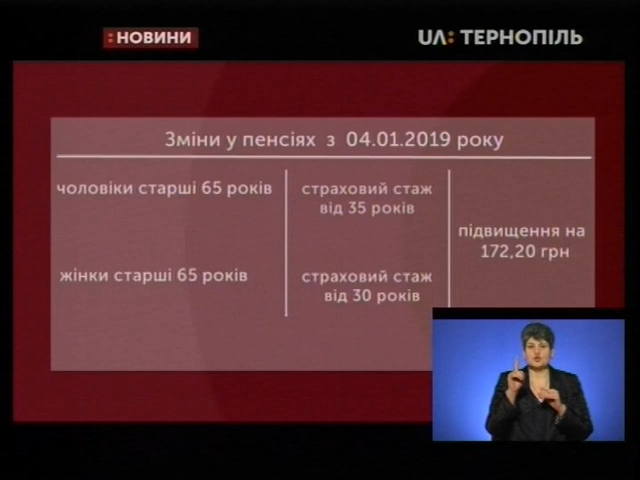 :НОВИНИ
UA: ТЕРНОПІЛЬ
Зміни у пенсіях з 04.01.2019 року
чоловіки старші 65 років
страховий стаж
від 35 років
підвищення на
172,20 грн
жінки старші 65 років
страховий стаж
від 30 років